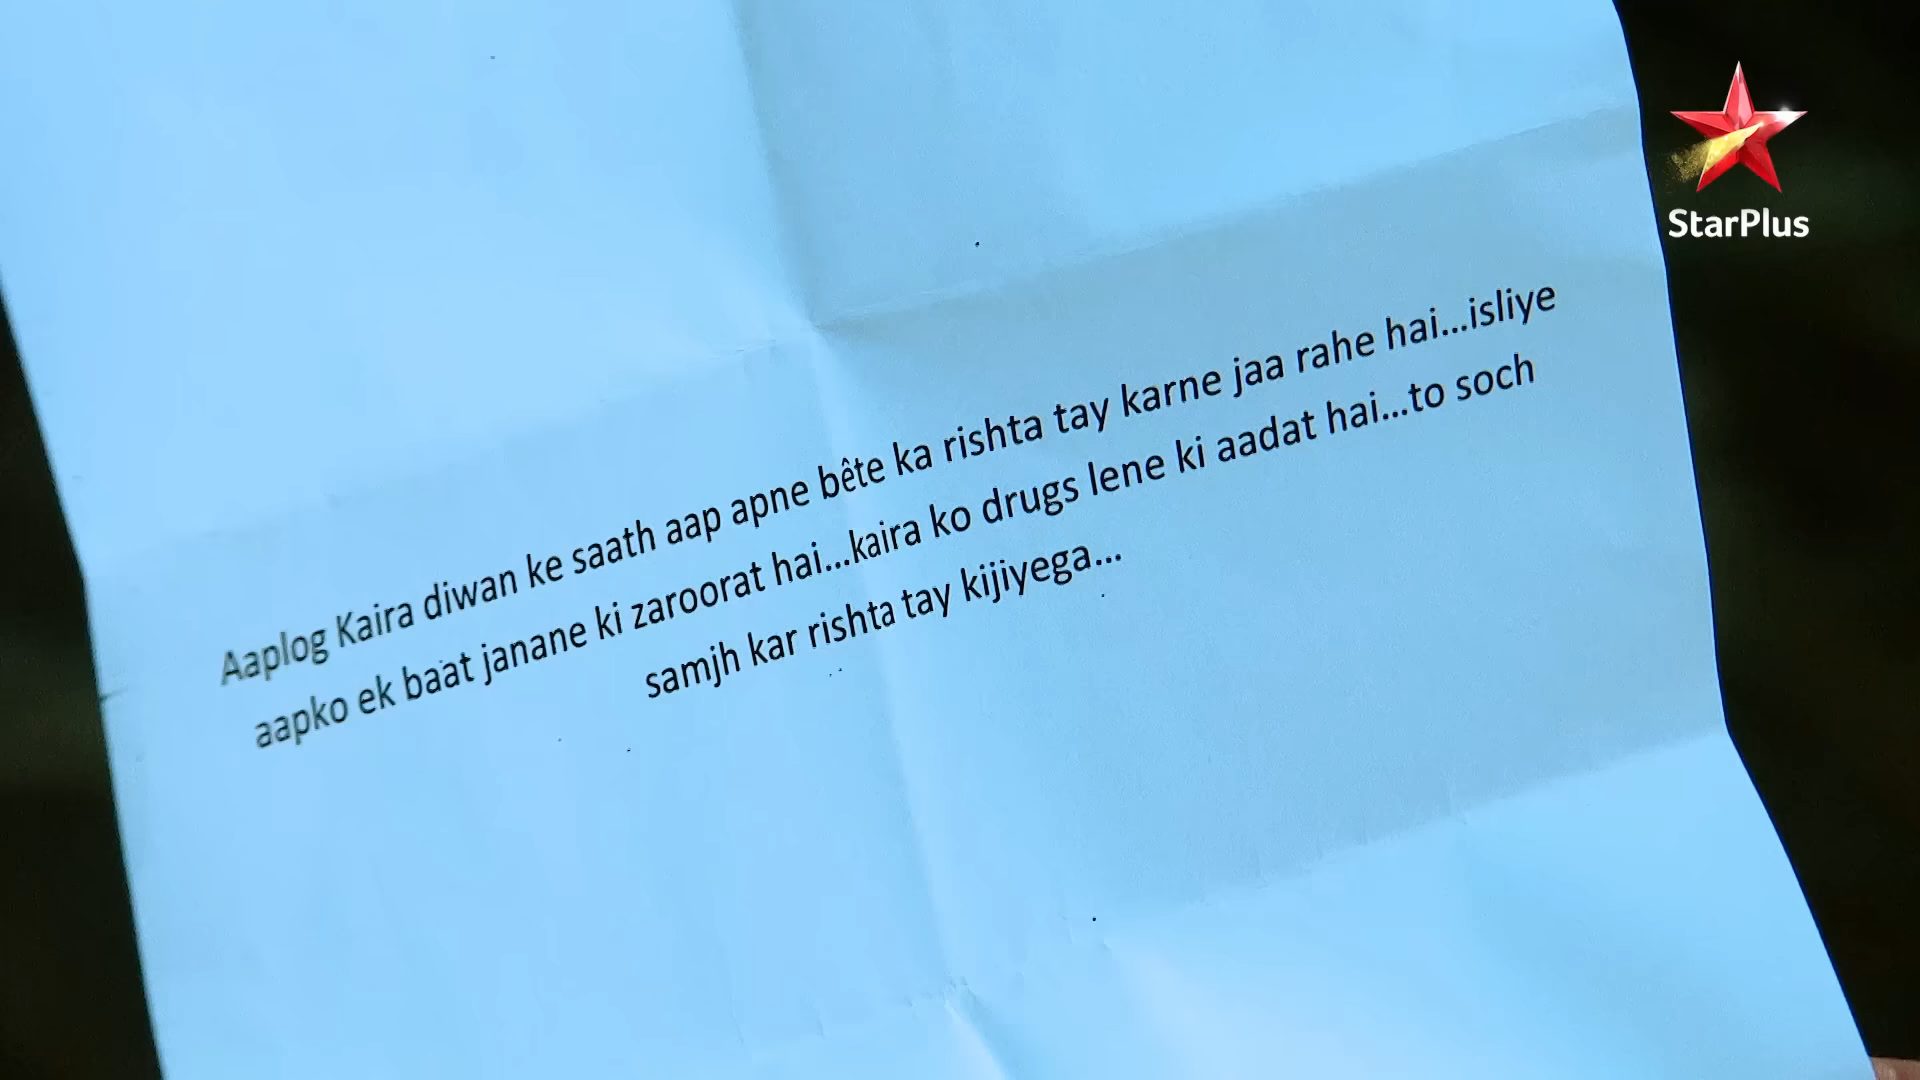 Aaplog Kaira diwan ke saath aap apne bête ka rishta tay karne jaa rahe hai...isliye
aapko ek baat janane ki zaroorat hai...kaira ko drugs lene ki aadat hai...to soch
samjh kar rishta tay kijiyega...
StarPlus